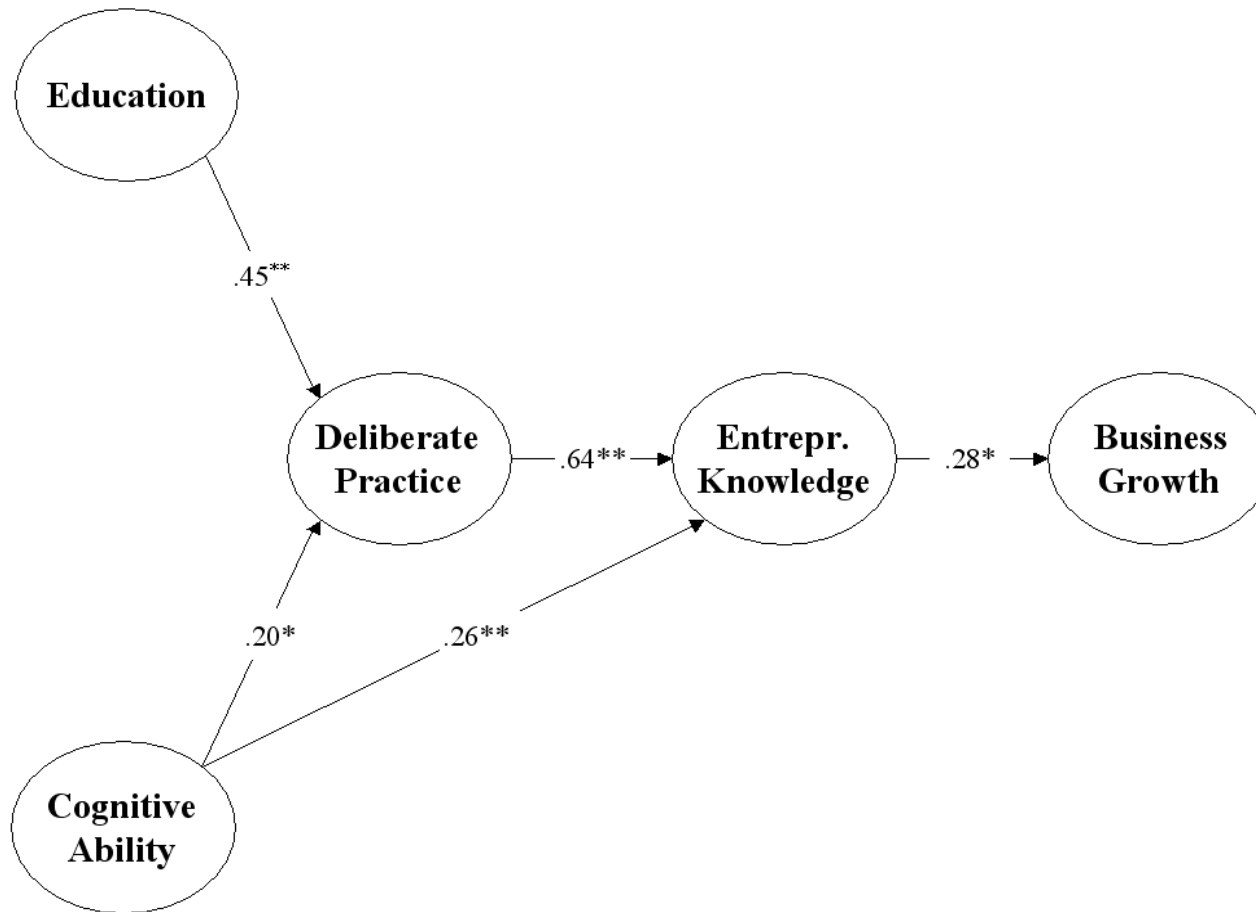 Education
.45**
Deliberate
Practice
.64**
Entrepr.
Knowledge
.28*
Business
Growth
.20*
.26**
Cognitive
Ability